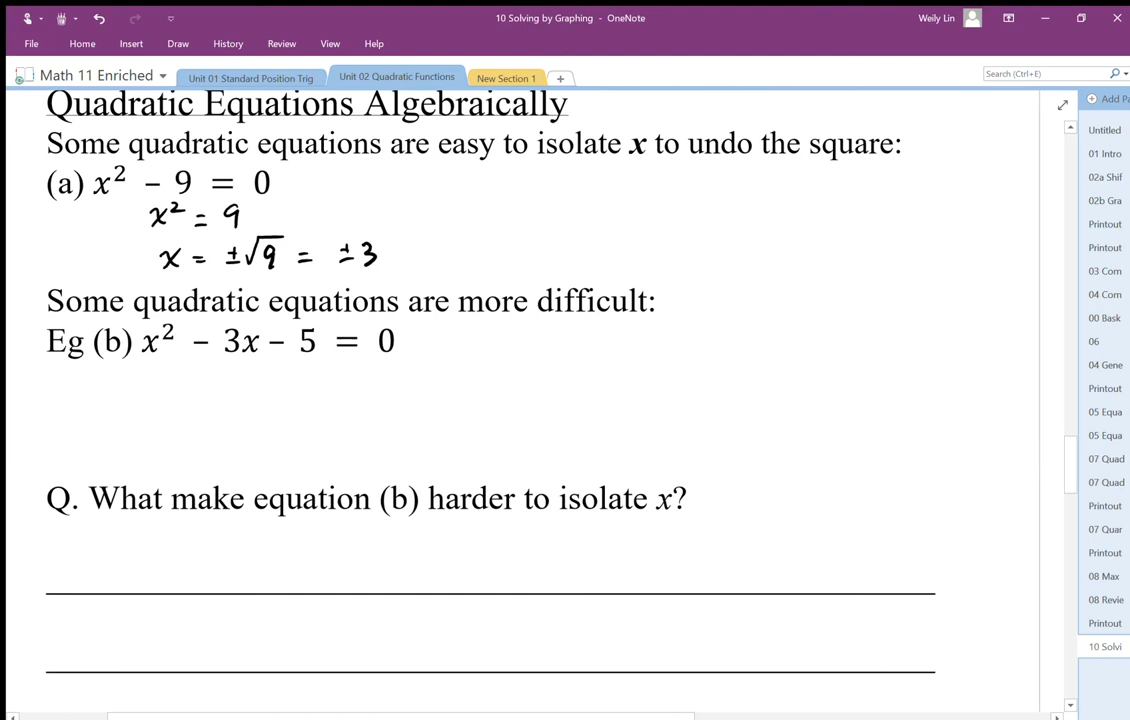 10 Solving by Graphing - OneNote
Weily Lin
File Home Insert Draw History Review View Help
Math 11 Enriched
Unit 01 Standard Position Trig
Unit 02 Quadratic Functions
New Section 1
Search (Ctrl+E)
Add Pa
Quadratic Equations Algebraically
Some quadratic equations are easy to isolate x to undo the square:
(a) x² − 9 = 0
x² = 9
x = ±√9 = ±3
Some quadratic equations are more difficult:
Eg (b) x² − 3x − 5 = 0
Q. What make equation (b) harder to isolate x?
Untitled
01 Intro
02a Shif
02b Gra
Printout
Printout
03 Com
04 Com
00 Bask
06
04 Gene
Printout
05 Equa
05 Equa
07 Quad
07 Quad
Printout
07 Quar
Printout
08 Max
08 Revie
Printout
10 Solvi